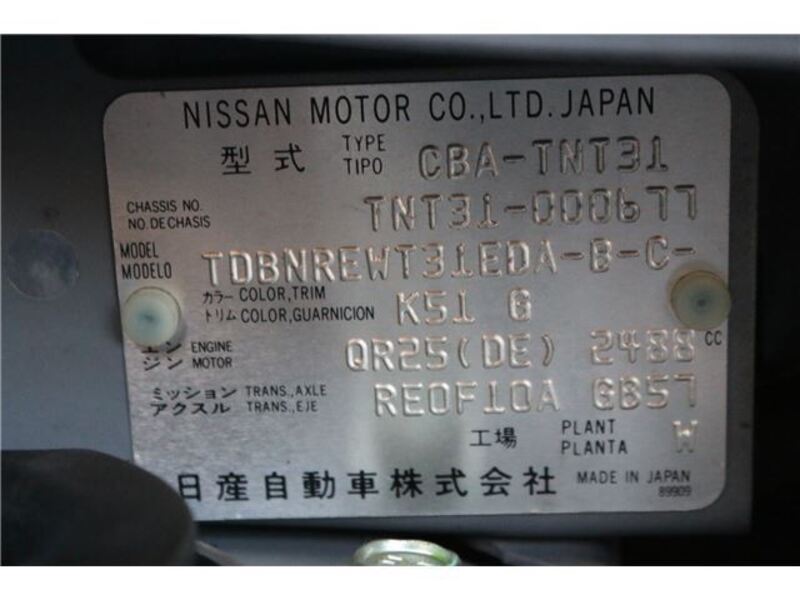 NISSAN MOTOR CO.,LTD. JAPAN
型式 TYPE TIPO CBA-TNT31
CHASSIS NO. NO. DE CHASIS TNT31-000677
MODEL MODELO TDBNREWT31EDA-B-C-
カラー COLOR, TRIM トリム COLOR, GUARNICION K51 G
エンジン ENGINE MOTOR QR25(DE) 2488 CC
ミッション TRANS., AXLE アクスル TRANS., EJE RE0F10A GB57
工場 PLANT PLANTA W
日産自動車株式会社 MADE IN JAPAN
89909